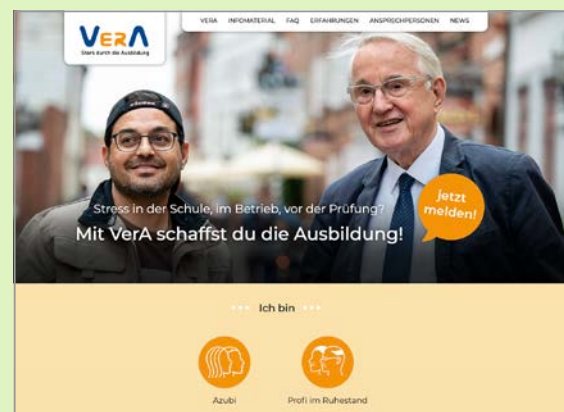 VerA
Stark durch die Ausbildung
VERA INFOMATERIAL FAQ ERFAHRUNGEN ANSPRECHPERSONEN NEWS
Stress in der Schule, im Betrieb, vor der Prüfung?
Mit VerA schaffst du die Ausbildung!
jetzt
melden!
Ich bin
Azubi
Profi im Ruhestand